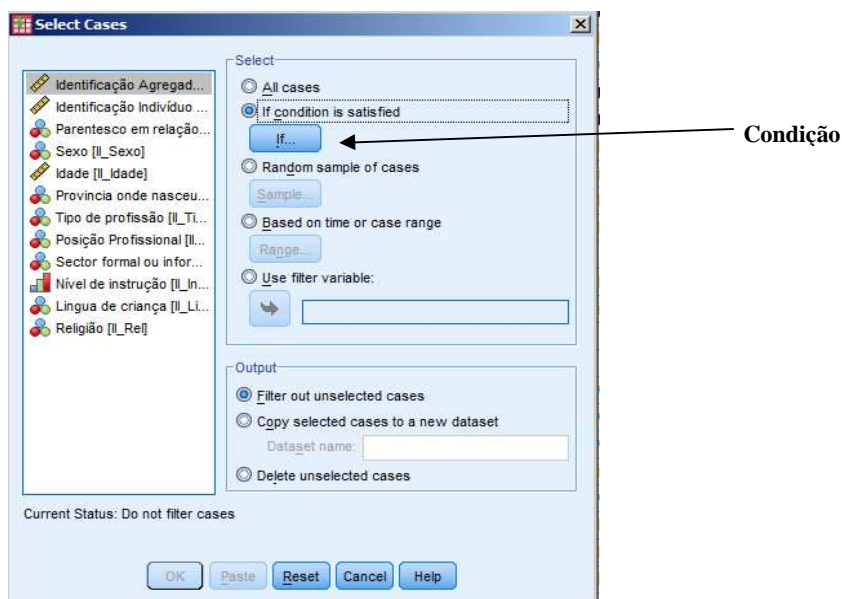 Select Cases
Identificação Agregad...
Identificação Indivíduo ...
Parentesco em relação...
Sexo [II_Sexo]
Idade [II_Idade]
Provincia onde nasceu...
Tipo de profissão [II_Ti...
Posição Profissional [II...
Sector formal ou infor...
Nível de instrução [II_In...
Lingua de criança [II_Li...
Religião [II_Rel]
Select
All cases
If condition is satisfied
If...
Condição
Random sample of cases
Sample...
Based on time or case range
Range...
Use filter variable:
Output
Filter out unselected cases
Copy selected cases to a new dataset
Dataset name:
Delete unselected cases
Current Status: Do not filter cases
OK Paste Reset Cancel Help